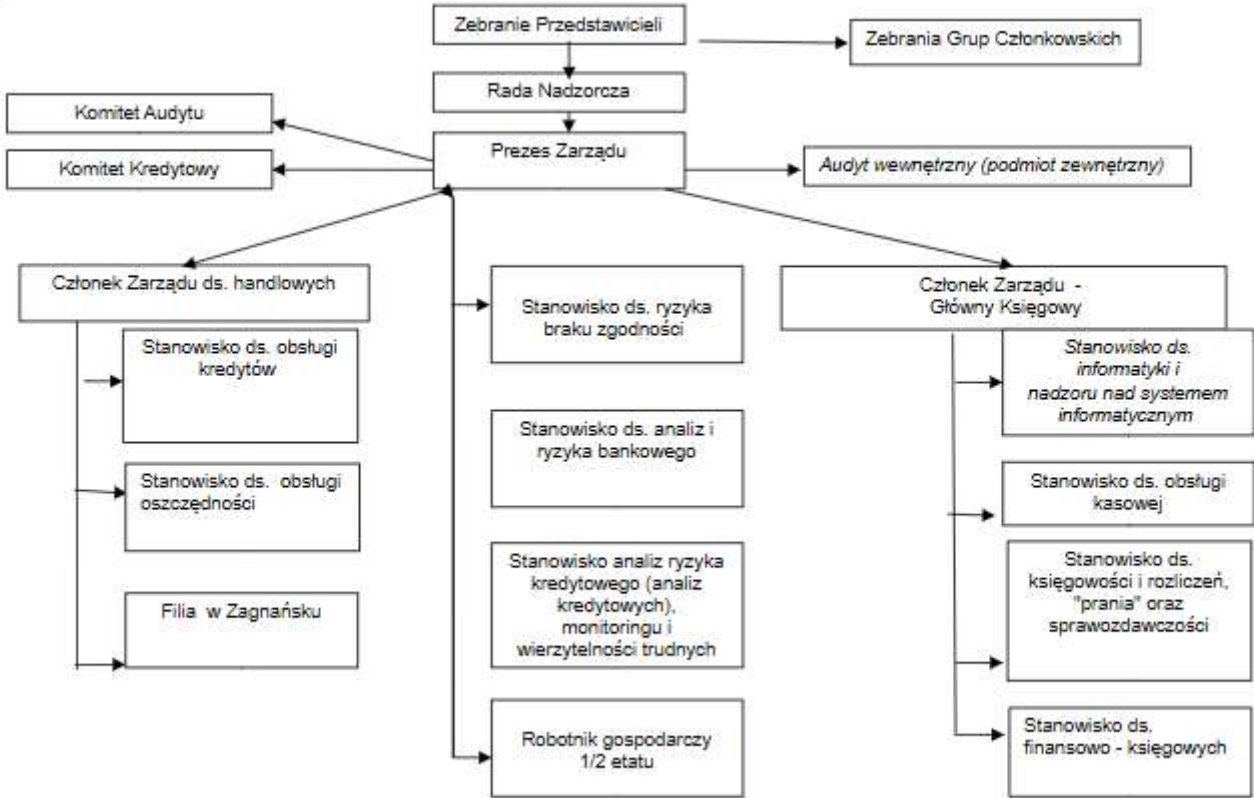 Zebranie Przedstawicieli
Zebrania Grup Członkowskich
Rada Nadzorcza
Komitet Audytu
Prezes Zarządu
Komitet Kredytowy
Audyt wewnętrzny (podmiot zewnętrzny)
Członek Zarządu ds. handlowych
Stanowisko ds. obsługi
kredytów
Stanowisko ds. obsługi
oszczędności
Filia w Zagnańsku
Stanowisko ds. ryzyka
braku zgodności
Stanowisko ds. analiz i
ryzyka bankowego
Stanowisko analiz ryzyka
kredytowego (analiz
kredytowych),
monitoringu i
wierzytelności trudnych
Robotnik gospodarczy
1/2 etatu
Członek Zarządu -
Główny Księgowy
Stanowisko ds.
informatyki i
nadzoru nad systemem
informatycznym
Stanowisko ds. obsługi
kasowej
Stanowisko ds.
księgowości i rozliczeń,
"prania" oraz
sprawozdawczości
Stanowisko ds.
finansowo - księgowych